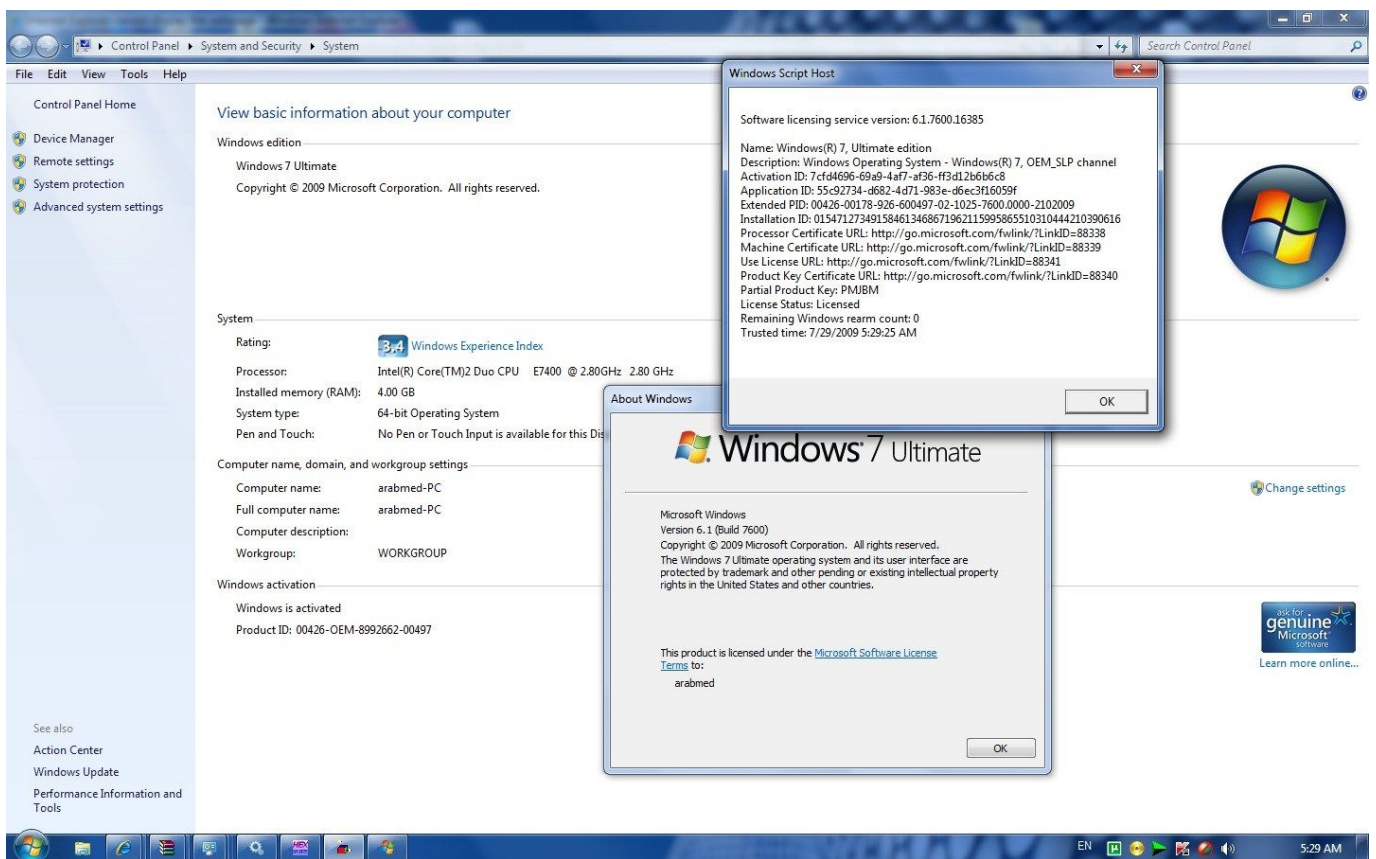 Control Panel ▸ System and Security ▸ System
Search Control Panel
File Edit View Tools Help
Control Panel Home
Device Manager
Remote settings
System protection
Advanced system settings
See also
Action Center
Windows Update
Performance Information and
Tools
View basic information about your computer
Windows edition
Windows 7 Ultimate
Copyright © 2009 Microsoft Corporation. All rights reserved.
System
Rating:
3,4 Windows Experience Index
Processor: Intel(R) Core(TM)2 Duo CPU E7400 @ 2.80GHz 2.80 GHz
Installed memory (RAM): 4.00 GB
System type: 64-bit Operating System
Pen and Touch: No Pen or Touch Input is available for this Dis
Computer name, domain, and workgroup settings
Computer name: arabmed-PC
Full computer name: arabmed-PC
Computer description:
Workgroup: WORKGROUP
Change settings
Windows activation
Windows is activated
Product ID: 00426-OEM-8992662-00497
ask for
genuine
Microsoft
software
Learn more online...
Windows Script Host
Software licensing service version: 6.1.7600.16385
Name: Windows(R) 7, Ultimate edition
Description: Windows Operating System - Windows(R) 7, OEM_SLP channel
Activation ID: 7cfd4696-69a9-4af7-af36-ff3d12b6b6c8
Application ID: 55c92734-d682-4d71-983e-d6ec3f16059f
Extended PID: 00426-00178-926-600497-02-1025-7600.0000-2102009
Installation ID: 015471273491584613468671962115995865510310444210390616
Processor Certificate URL: http://go.microsoft.com/fwlink/?LinkID=88338
Machine Certificate URL: http://go.microsoft.com/fwlink/?LinkID=88339
Use License URL: http://go.microsoft.com/fwlink/?LinkID=88341
Product Key Certificate URL: http://go.microsoft.com/fwlink/?LinkID=88340
Partial Product Key: PMJBM
License Status: Licensed
Remaining Windows rearm count: 0
Trusted time: 7/29/2009 5:29:25 AM
OK
About Windows
Windows 7 Ultimate
Microsoft Windows
Version 6.1 (Build 7600)
Copyright © 2009 Microsoft Corporation. All rights reserved.
The Windows 7 Ultimate operating system and its user interface are
protected by trademark and other pending or existing intellectual property
rights in the United States and other countries.
This product is licensed under the Microsoft Software License
Terms to:
arabmed
OK
HEX
EN
5:29 AM